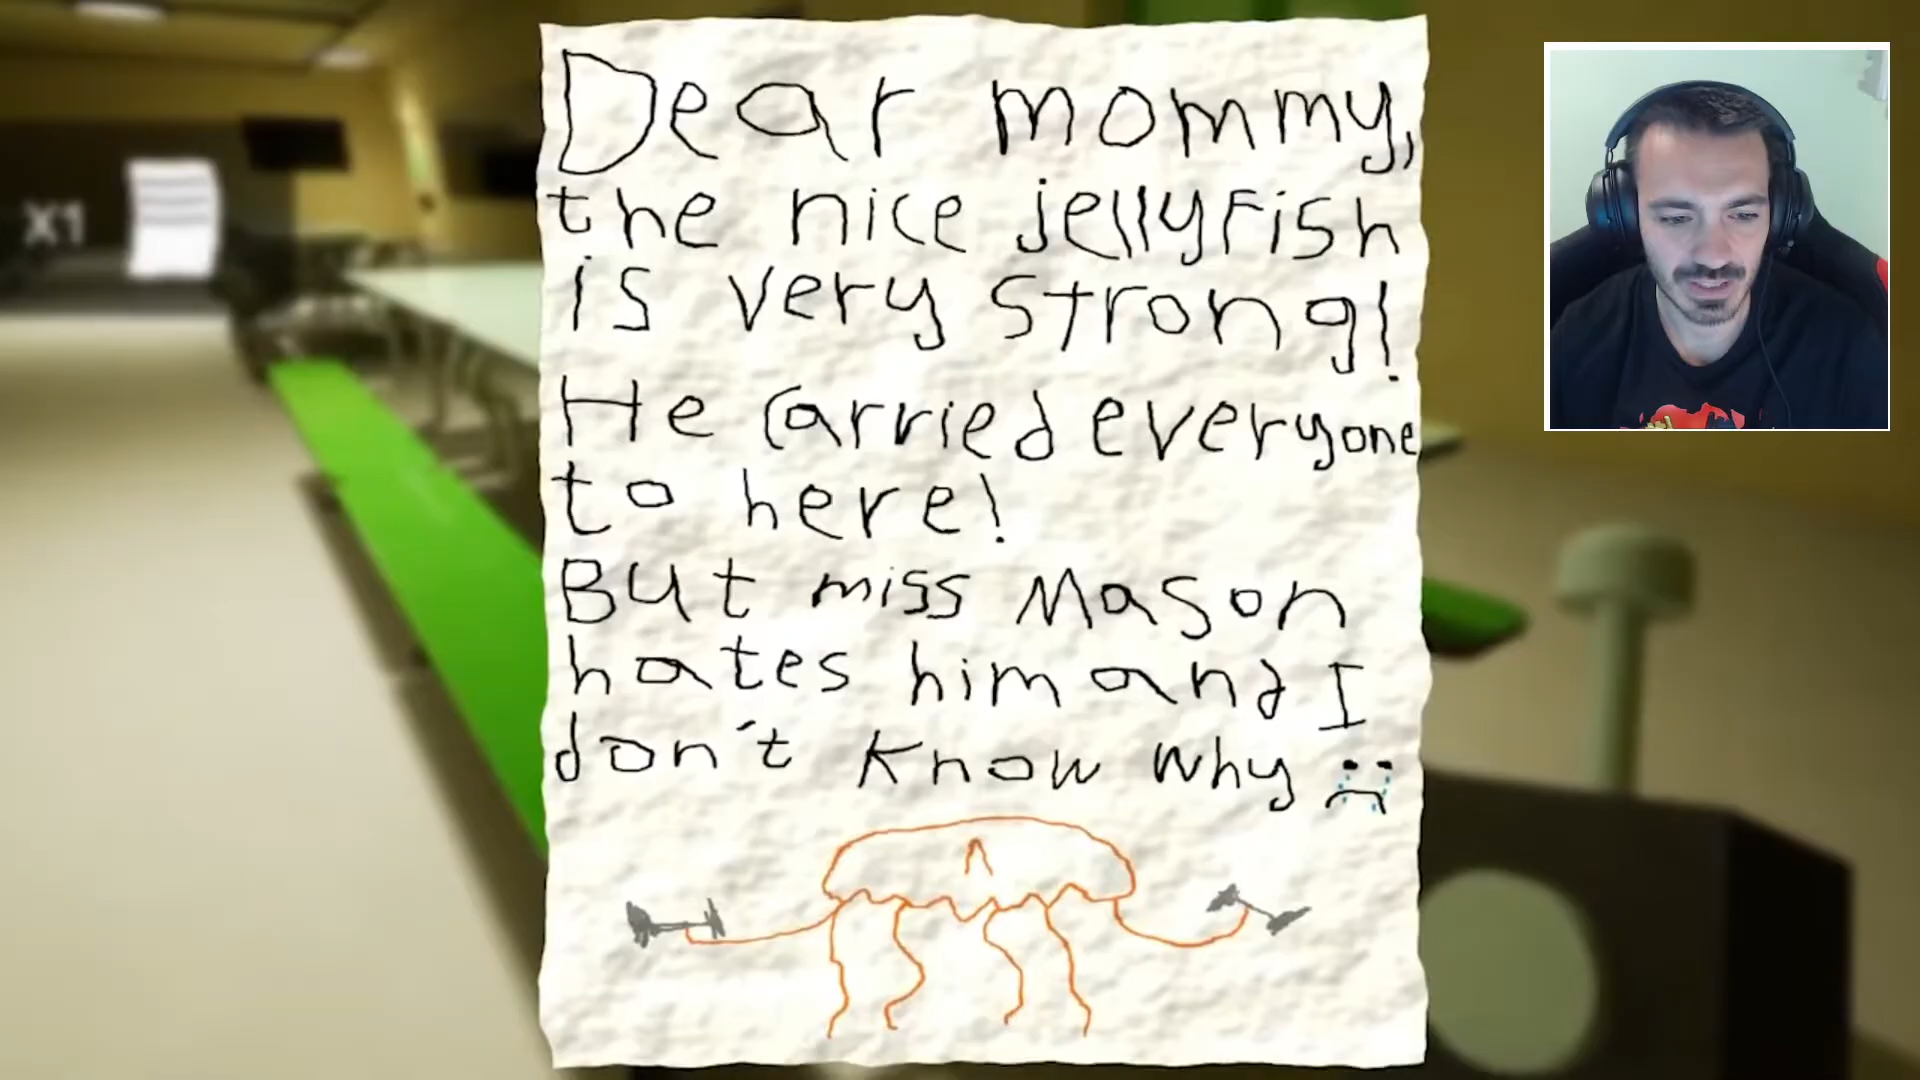 Dear mommy,
the nice jellyFish
is very strong!
He carried everyone
to here!
But miss Mason
hates him and I
don't know why
X1